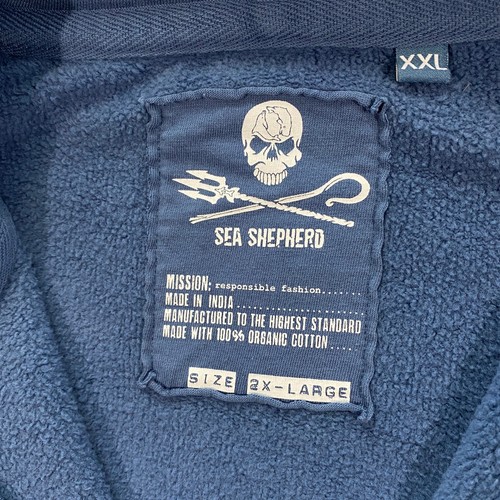 XXL
SEA SHEPHERD
MISSION: responsible fashion......
MADE IN INDIA....................
MANUFACTURED TO THE HIGHEST STANDARD
MADE WITH 100% ORGANIC COTTON.....
SIZE 2X-LARGE